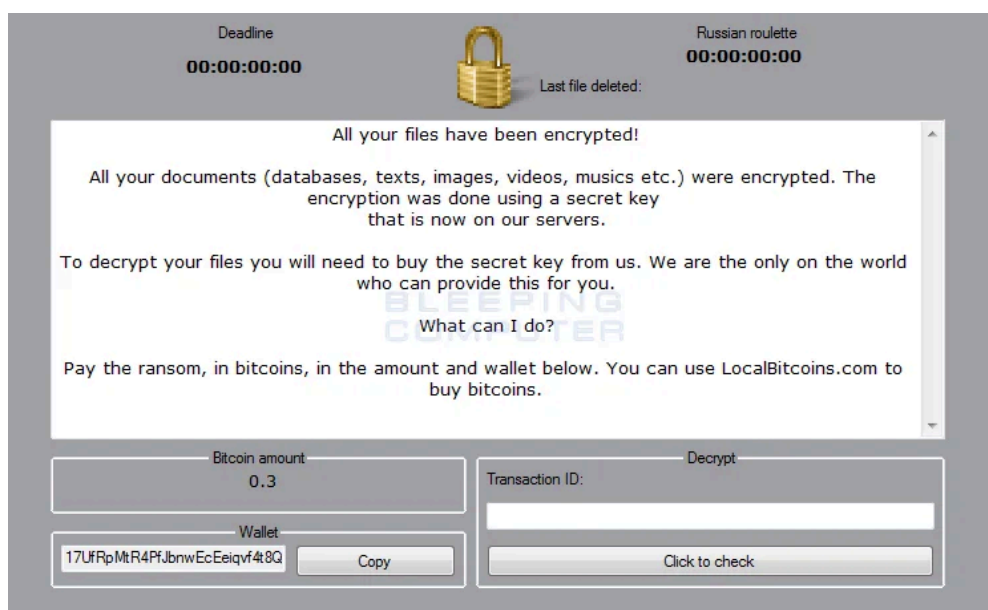 Deadline
Russian roulette
00:00:00:00
00:00:00:00
Last file deleted:
All your files have been encrypted!
All your documents (databases, texts, images, videos, musics etc.) were encrypted. The
encryption was done using a secret key
that is now on our servers.
To decrypt your files you will need to buy the secret key from us. We are the only on the world
who can provide this for you.
BLEEPING
COMPUTER
What can I do?
Pay the ransom, in bitcoins, in the amount and wallet below. You can use LocalBitcoins.com to
buy bitcoins.
Bitcoin amount
0.3
Wallet
17UfRpMtR4PfJbnwEcEeiqvf4t8Q
Copy
Decrypt
Transaction ID:
Click to check